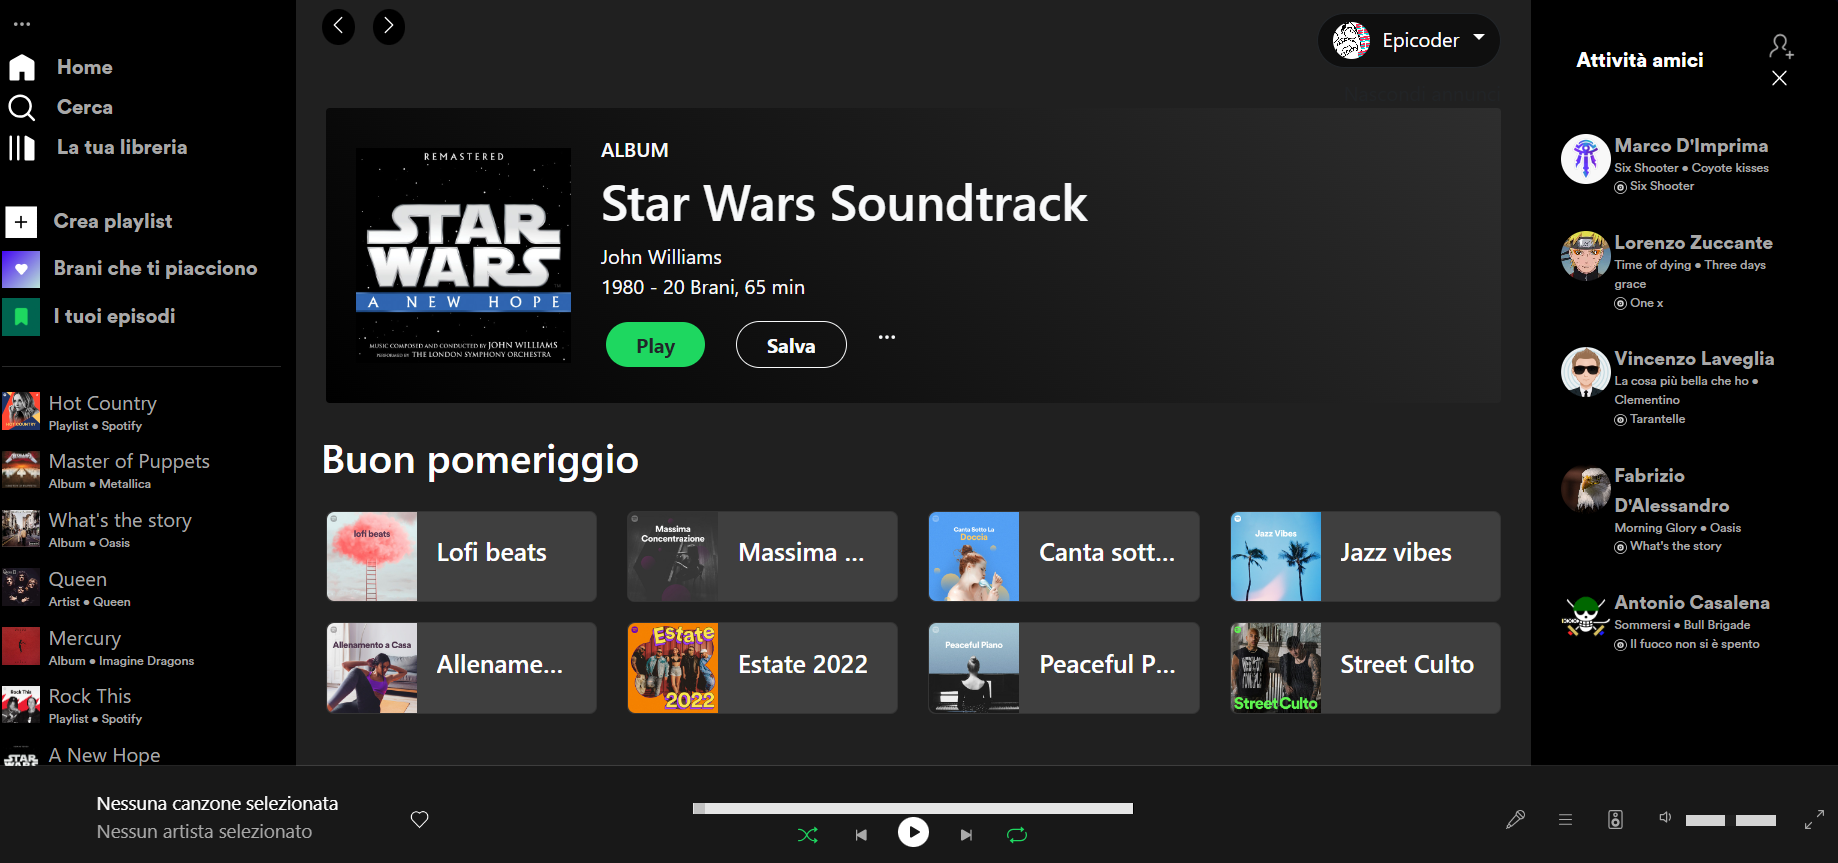 Home
Cerca
La tua libreria
Crea playlist
Brani che ti piacciono
I tuoi episodi
Hot Country
Playlist • Spotify
Master of Puppets
Album • Metallica
What's the story
Album • Oasis
Queen
Artist • Queen
Mercury
Album • Imagine Dragons
Rock This
Playlist • Spotify
A New Hope
HOT COUNTRY
Rock This
STAR
WARS
Epicoder
REMASTERED
STAR
WARS
A NEW HOPE
MUSIC COMPOSED AND CONDUCTED BY JOHN WILLIAMS
PERFORMED BY THE LONDON SYMPHONY ORCHESTRA
ALBUM
Star Wars Soundtrack
John Williams
1980 - 20 Brani, 65 min
Play
Salva
Buon pomeriggio
lofi beats
Lofi beats
Massima
Concentrazione
Massima ...
Canta Sotto La
Doccia
Canta sott...
Jazz Vibes
Jazz vibes
Allenamento a Casa
Allename...
Estate
2022
Estate 2022
Peaceful Piano
Peaceful P...
Street Culto
Street Culto
Attività amici
Marco D'Imprima
Six Shooter • Coyote kisses
Six Shooter
Lorenzo Zuccante
Time of dying • Three days
grace
One x
Vincenzo Laveglia
La cosa più bella che ho •
Clementino
Tarantelle
Fabrizio
D'Alessandro
Morning Glory • Oasis
What's the story
Antonio Casalena
Sommersi • Bull Brigade
Il fuoco non si è spento
Nessuna canzone selezionata
Nessun artista selezionato